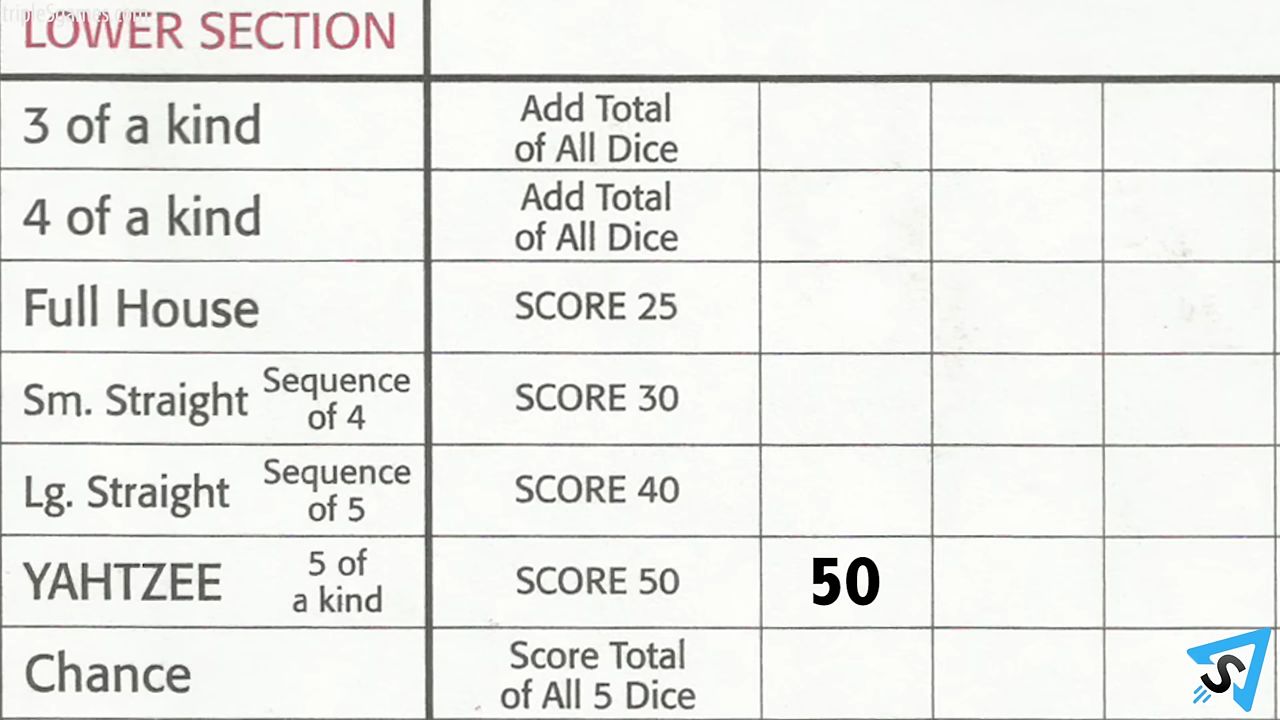 tripleSgames.com
LOWER SECTION
3 of a kind
Add Total
of All Dice
4 of a kind
Add Total
of All Dice
Full House
SCORE 25
Sm. Straight
Sequence
of 4
SCORE 30
Lg. Straight
Sequence
of 5
SCORE 40
YAHTZEE
5 of
a kind
SCORE 50
50
Chance
Score Total
of All 5 Dice
S